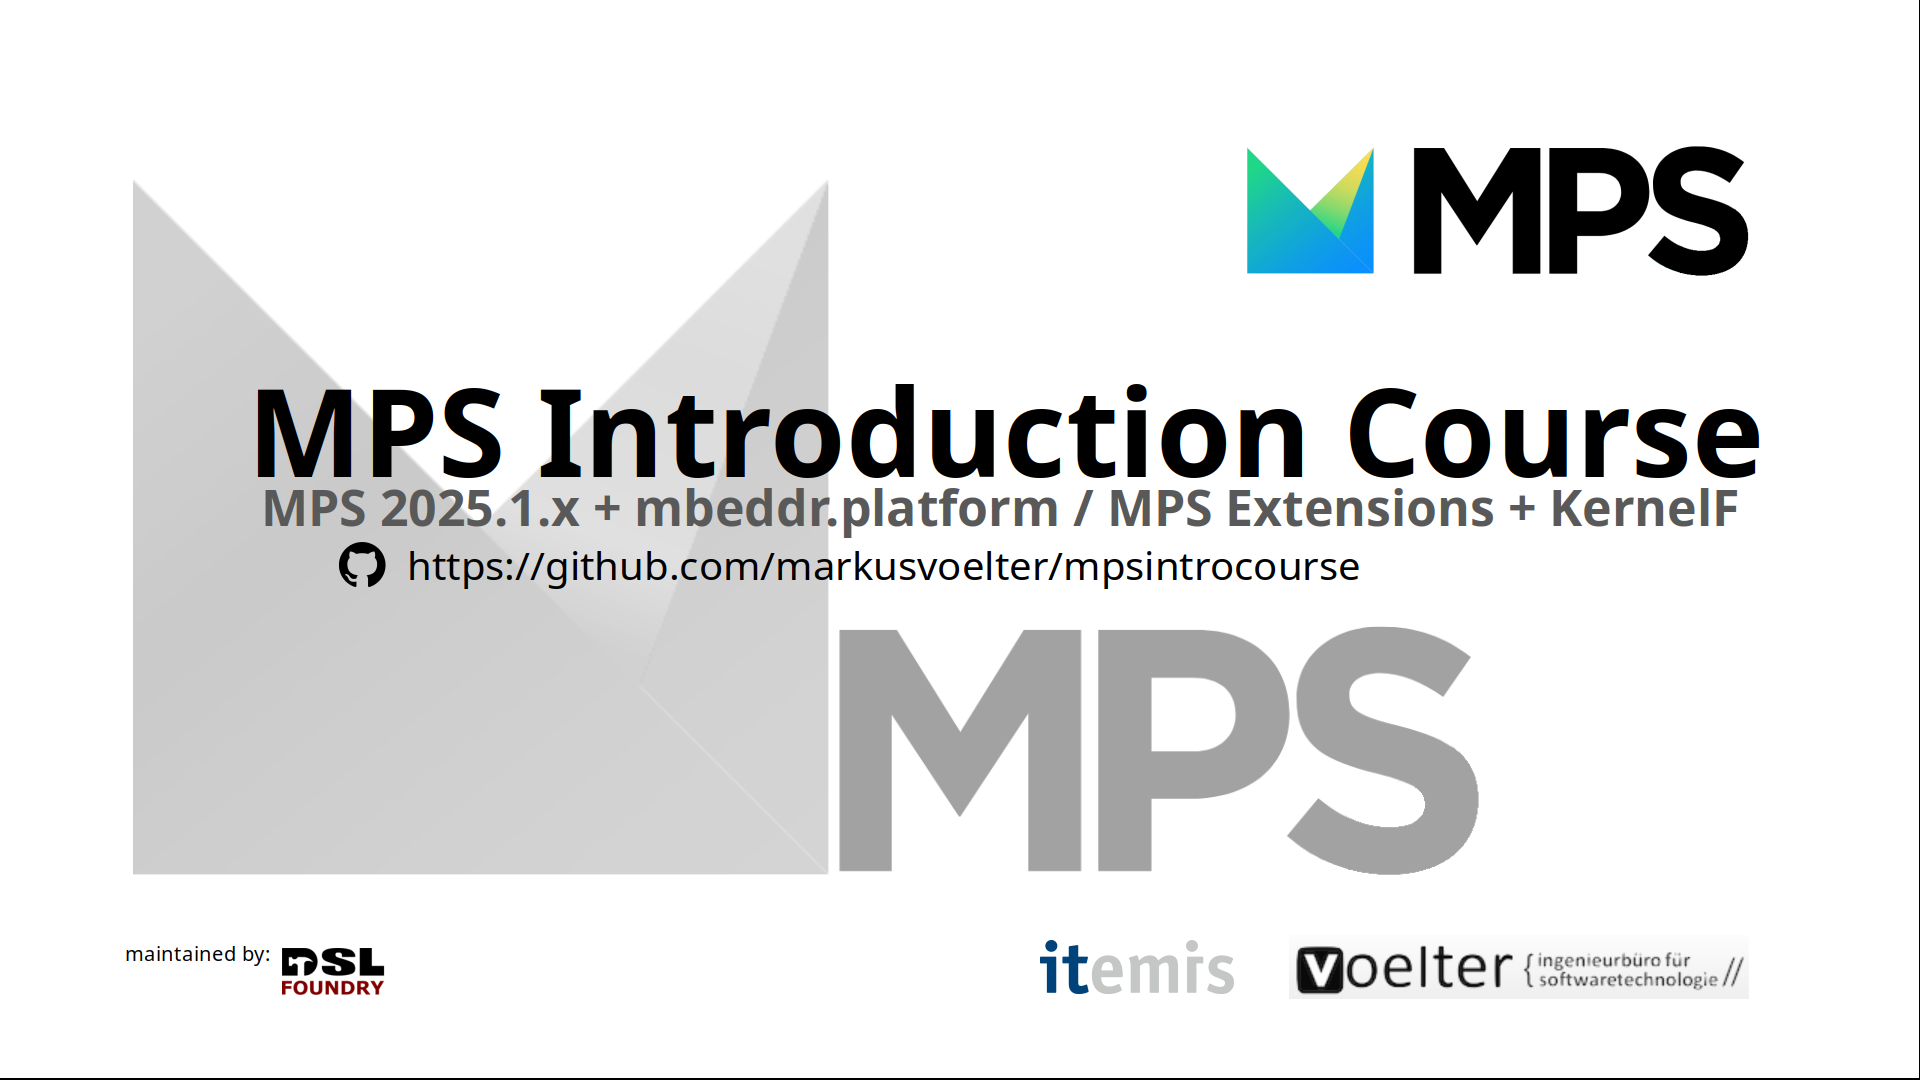 MPS
MPS Introduction Course
MPS 2025.1.x + mbeddr.platform / MPS Extensions + KernelF
https://github.com/markusvoelter/mpsintrocourse
MPS
maintained by:
DSL
FOUNDRY
itemis
voelter { ingenieurbüro für
softwaretechnologie //